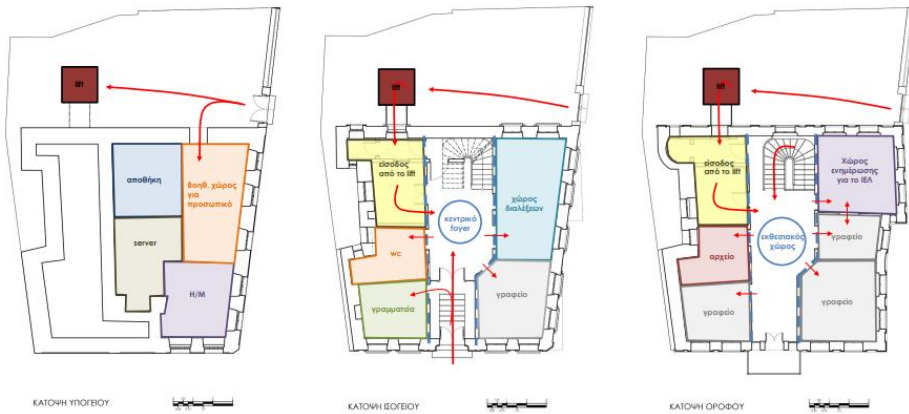 lift
αποθήκη
Βοηθ. χώρος
για
προσωπικό
server
Η/Μ
ΚΑΤΟΨΗ ΥΠΟΓΕΙΟΥ
lift
είσοδος
από το lift
κεντρικό
foyer
χώρος
διαλέξεων
wc
γραμματεία
γραφείο
ΚΑΤΟΨΗ ΙΣΟΓΕΙΟΥ
lift
είσοδος
από το lift
Χώρος
ενημέρωσης
για το ΙΕΛ
γραφείο
εκθεσιακός
χώρος
αρχείο
γραφείο
γραφείο
ΚΑΤΟΨΗ ΟΡΟΦΟΥ